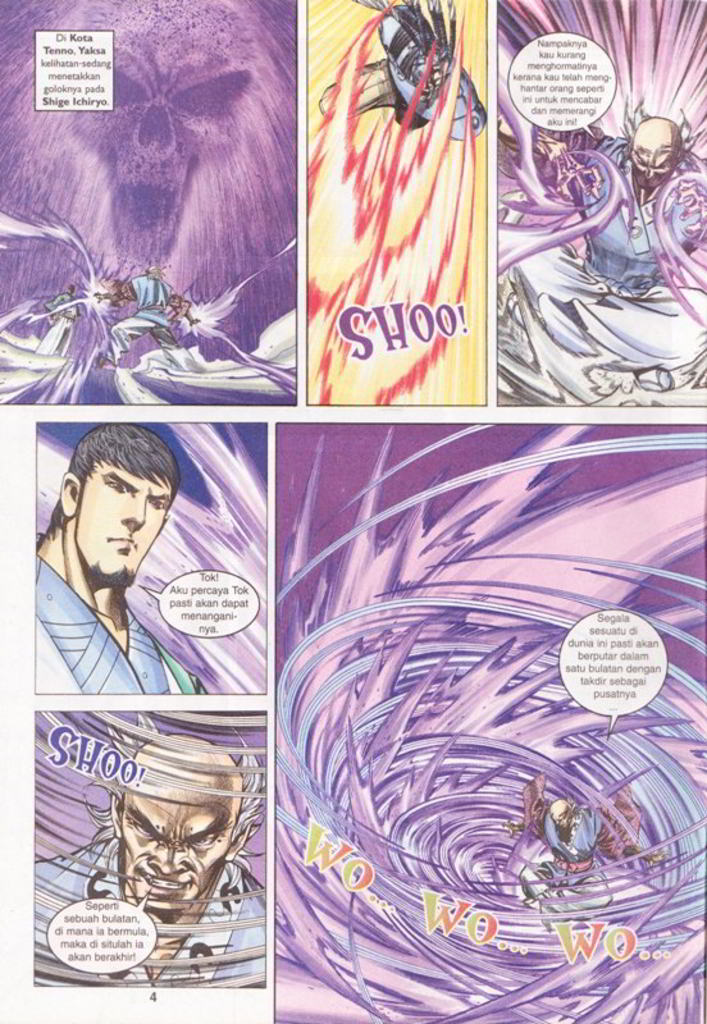 Di Kota
Tenno, Yaksa
kelihatan-sedang
menetakkan
goloknya pada
Shige Ichiryo.
SHOO!
Nampaknya
kau kurang
menghormatinya
kerana kau telah meng-
hantar orang seperti
ini untuk mencabar
dan memerangi
aku ini!
Tok!
Aku percaya Tok
pasti akan dapat
menangani-
nya.
Segala
sesuatu di
dunia ini pasti akan
berputar dalam
satu bulatan dengan
takdir sebagai
pusatnya
WO... WO... WO...
SHOO!
Seperti
sebuah bulatan,
di mana ia bermula,
maka di situlah ia
akan berakhir!
4